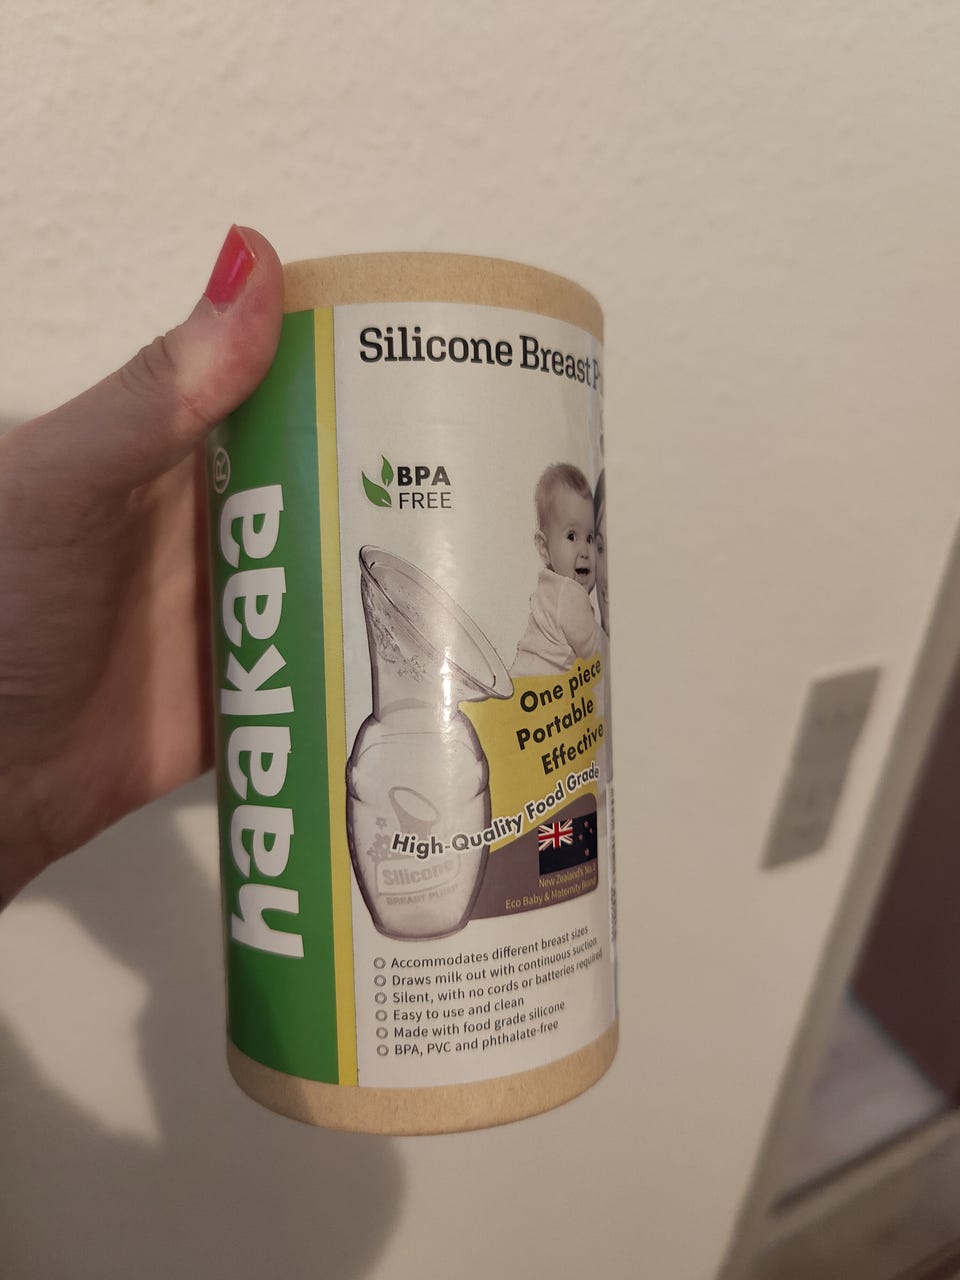 haakaa®
Silicone Breast
BPA
FREE
One piece
Portable
Effective
High-Quality Food Grade
Silicone
BREAST PUMP
New Zealand's No.1
Eco Baby & Maternity Brand
Accommodates different breast sizes
Draws milk out with continuous suction
Silent, with no cords or batteries required
Easy to use and clean
Made with food grade silicone
BPA, PVC and phthalate-free